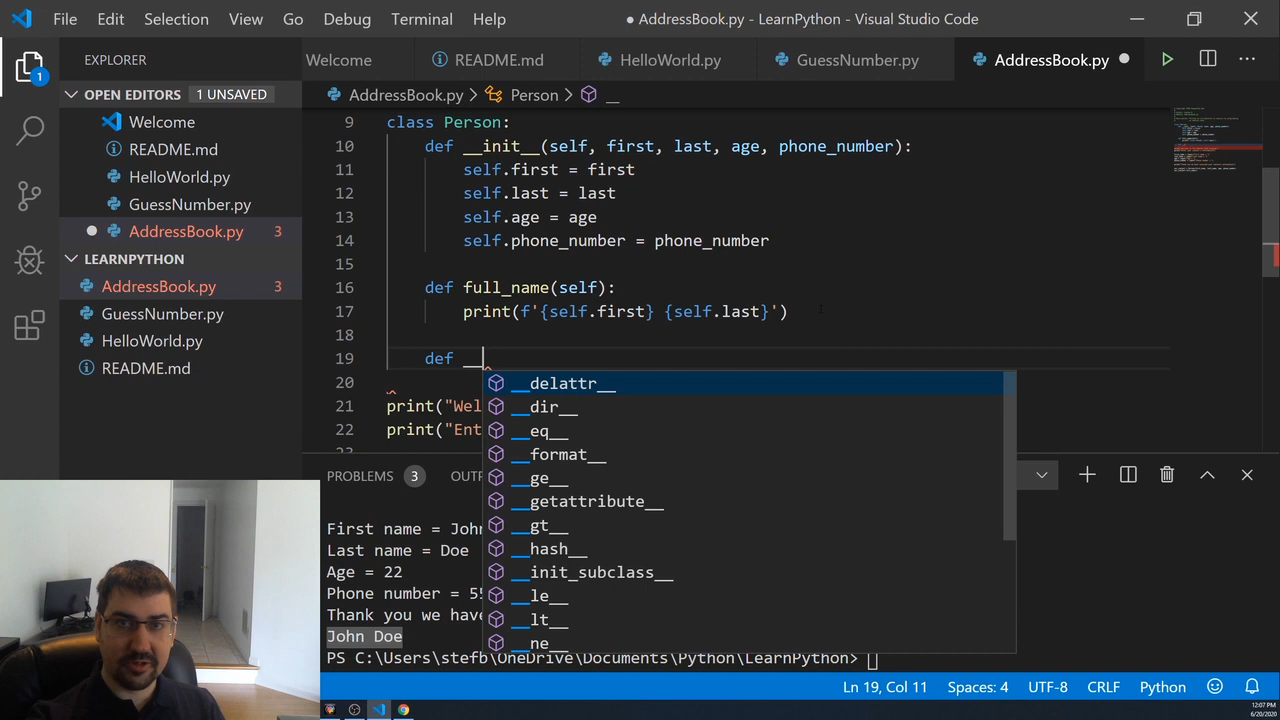 File Edit Selection View Go Debug Terminal Help ● AddressBook.py - LearnPython - Visual Studio Code
EXPLORER
Welcome README.md HelloWorld.py GuessNumber.py AddressBook.py
OPEN EDITORS 1 UNSAVED
Welcome
README.md
HelloWorld.py
GuessNumber.py
AddressBook.py 3
LEARNPYTHON
AddressBook.py 3
GuessNumber.py
HelloWorld.py
README.md
1
AddressBook.py > Person > __
9 class Person:
10 def __init__(self, first, last, age, phone_number):
11 self.first = first
12 self.last = last
13 self.age = age
14 self.phone_number = phone_number
15
16 def full_name(self):
17 print(f'{self.first} {self.last}')
18
19 def __
20
21 print("Wel
22 print("Ent
__delattr__
__dir__
__eq__
__format__
__ge__
__getattribute__
__gt__
__hash__
__init_subclass__
__le__
__lt__
__ne__
PROBLEMS 3 OUT
First name = John
Last name = Doe
Age = 22
Phone number = 55
Thank you we have
John Doe
PS C:\Users\stefb\OneDrive\Documents\Python\LearnPython>
Ln 19, Col 11 Spaces: 4 UTF-8 CRLF Python
12:07 PM
6/20/2020